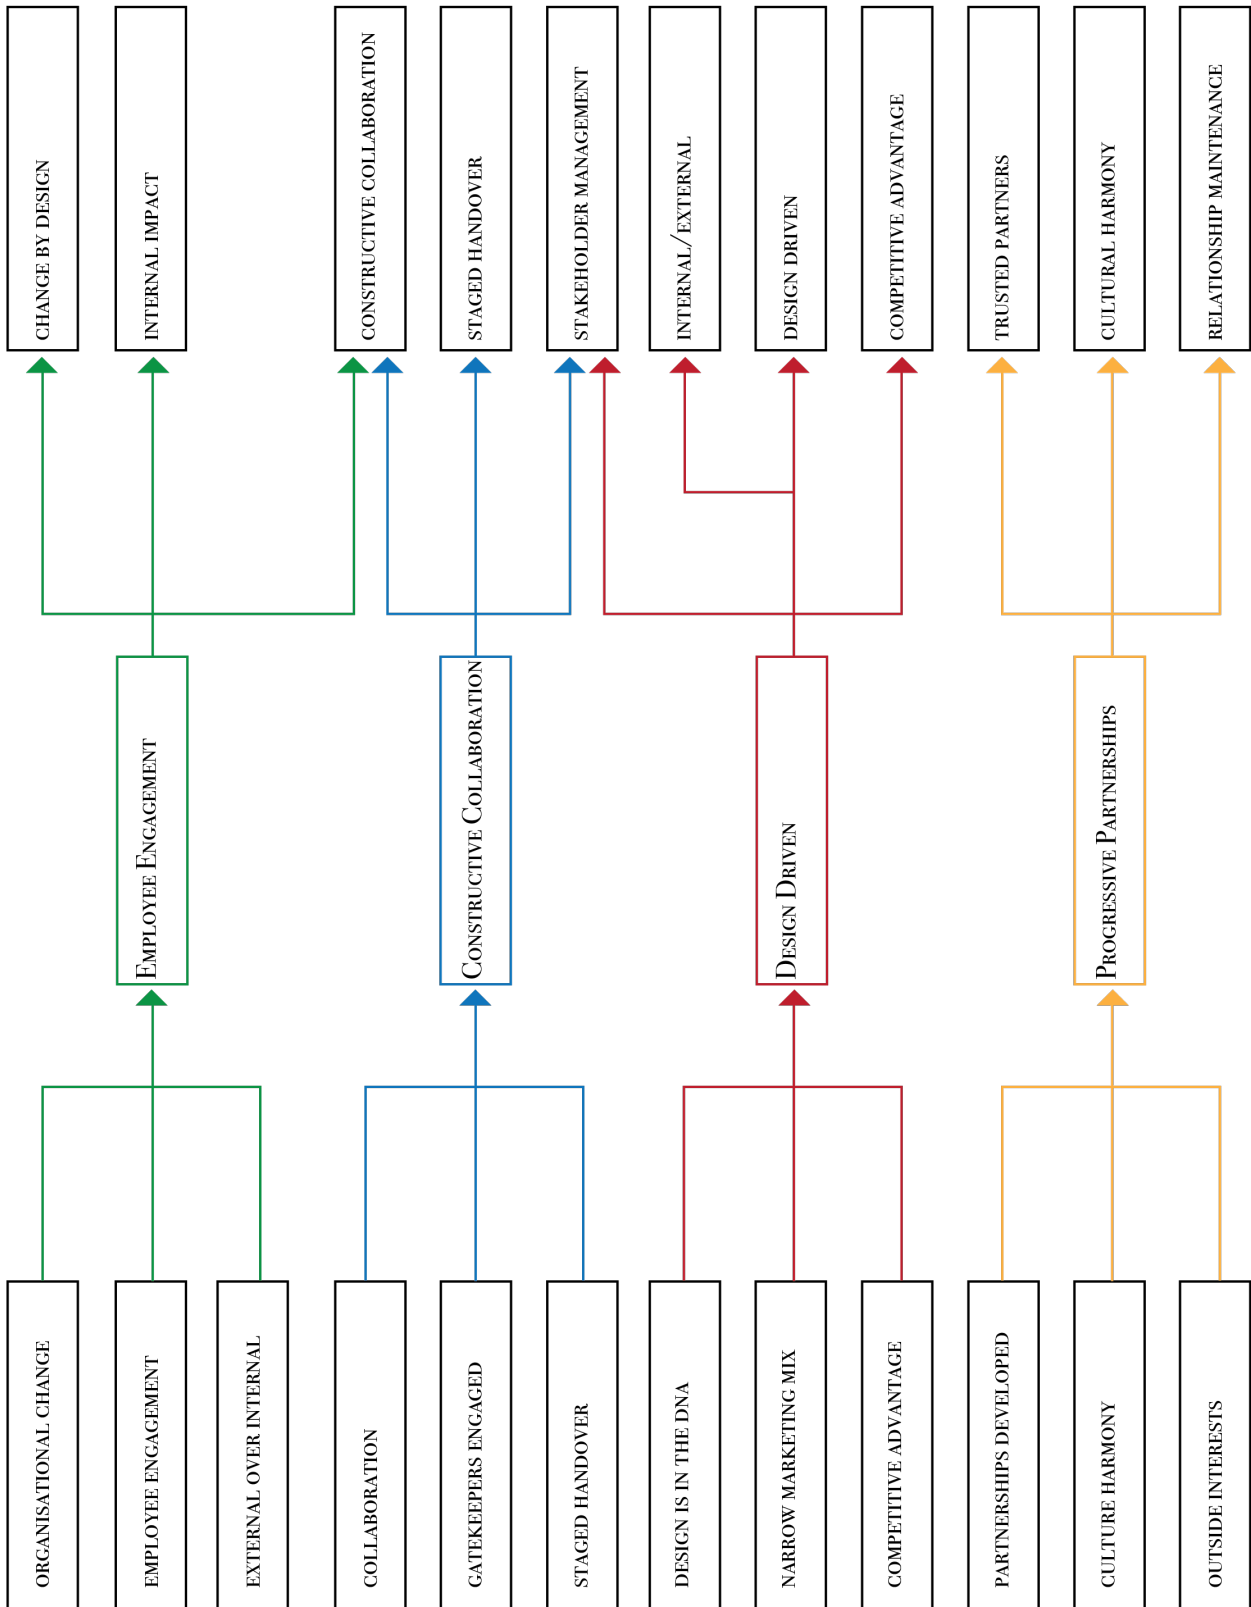 ORGANISATIONAL CHANGE
EMPLOYEE ENGAGEMENT
EXTERNAL OVER INTERNAL
COLLABORATION
GATEKEEPERS ENGAGED
STAGED HANDOVER
DESIGN IS IN THE DNA
NARROW MARKETING MIX
COMPETITIVE ADVANTAGE
PARTNERSHIPS DEVELOPED
CULTURE HARMONY
OUTSIDE INTERESTS
EMPLOYEE ENGAGEMENT
CONSTRUCTIVE COLLABORATION
DESIGN DRIVEN
PROGRESSIVE PARTNERSHIPS
CHANGE BY DESIGN
INTERNAL IMPACT
CONSTRUCTIVE COLLABORATION
STAGED HANDOVER
STAKEHOLDER MANAGEMENT
INTERNAL/EXTERNAL
DESIGN DRIVEN
COMPETITIVE ADVANTAGE
TRUSTED PARTNERS
CULTURAL HARMONY
RELATIONSHIP MAINTENANCE